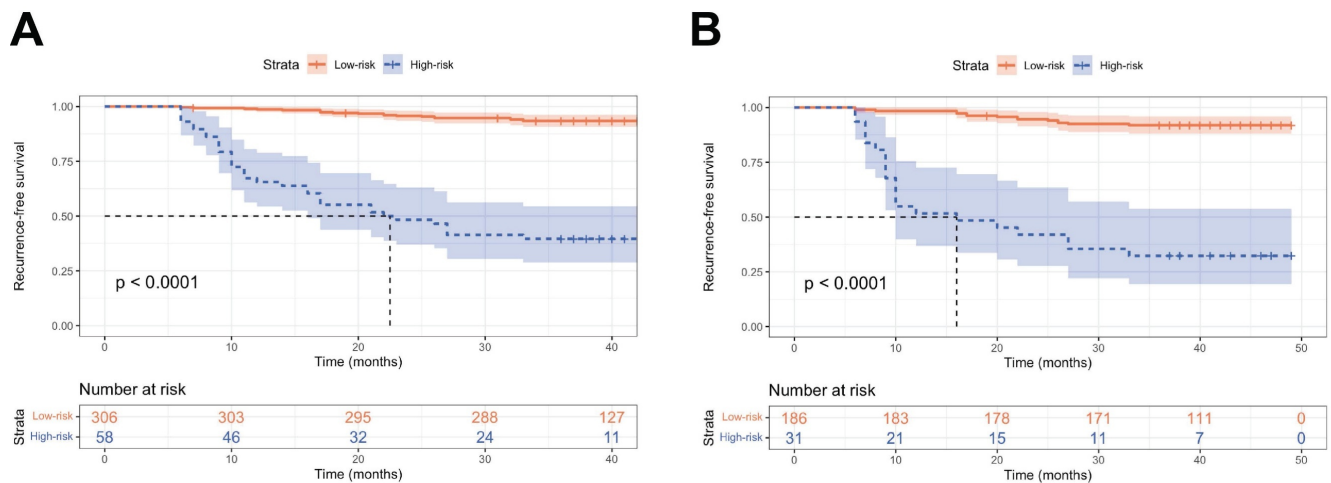 A
Strata Low-risk High-risk
1.00
0.75
0.50
0.25
0.00
Recurrence-free survival
p < 0.0001
0 10 20 30 40
Time (months)
Number at risk
Strata
Low-risk 306 303 295 288 127
High-risk 58 46 32 24 11
0 10 20 30 40
Time (months)
B
Strata Low-risk High-risk
1.00
0.75
0.50
0.25
0.00
Recurrence-free survival
p < 0.0001
0 10 20 30 40 50
Time (months)
Number at risk
Strata
Low-risk 186 183 178 171 111 0
High-risk 31 21 15 11 7 0
0 10 20 30 40 50
Time (months)